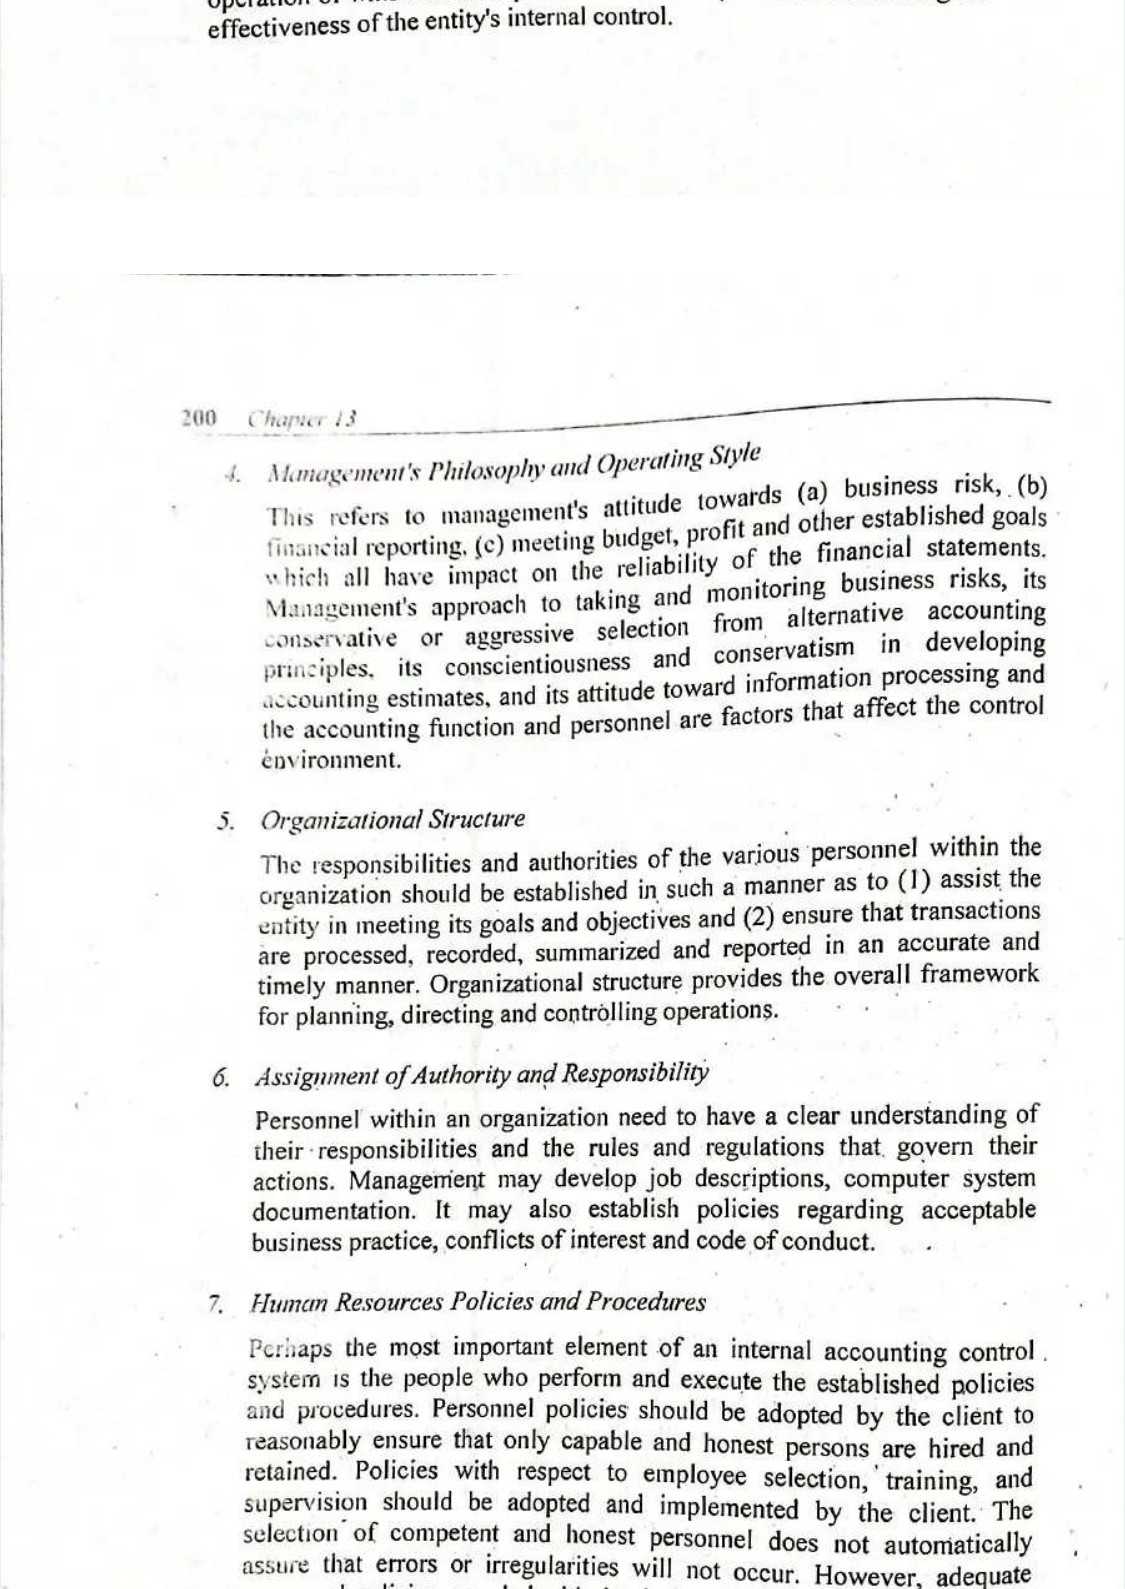 effectiveness of the entity's internal control.
200 Chapter 13
4. Management's Philosophy and Operating Style
This refers to management's attitude towards (a) business risk, (b)
financial reporting, (c) meeting budget, profit and other established goals
which all have impact on the reliability of the financial statements.
Management's approach to taking and monitoring business risks, its
conservative or aggressive selection from alternative accounting
principles, its conscientiousness and conservatism in developing
accounting estimates, and its attitude toward information processing and
the accounting function and personnel are factors that affect the control
environment.
5. Organizational Structure
The responsibilities and authorities of the various personnel within the
organization should be established in such a manner as to (1) assist the
entity in meeting its goals and objectives and (2) ensure that transactions
are processed, recorded, summarized and reported in an accurate and
timely manner. Organizational structure provides the overall framework
for planning, directing and controlling operations.
6. Assignment of Authority and Responsibility
Personnel within an organization need to have a clear understanding of
their responsibilities and the rules and regulations that govern their
actions. Management may develop job descriptions, computer system
documentation. It may also establish policies regarding acceptable
business practice, conflicts of interest and code of conduct.
7. Human Resources Policies and Procedures
Perhaps the most important element of an internal accounting control
system is the people who perform and execute the established policies
and procedures. Personnel policies should be adopted by the client to
reasonably ensure that only capable and honest persons are hired and
retained. Policies with respect to employee selection, training, and
supervision should be adopted and implemented by the client. The
selection of competent and honest personnel does not automatically
assure that errors or irregularities will not occur. However, adequate